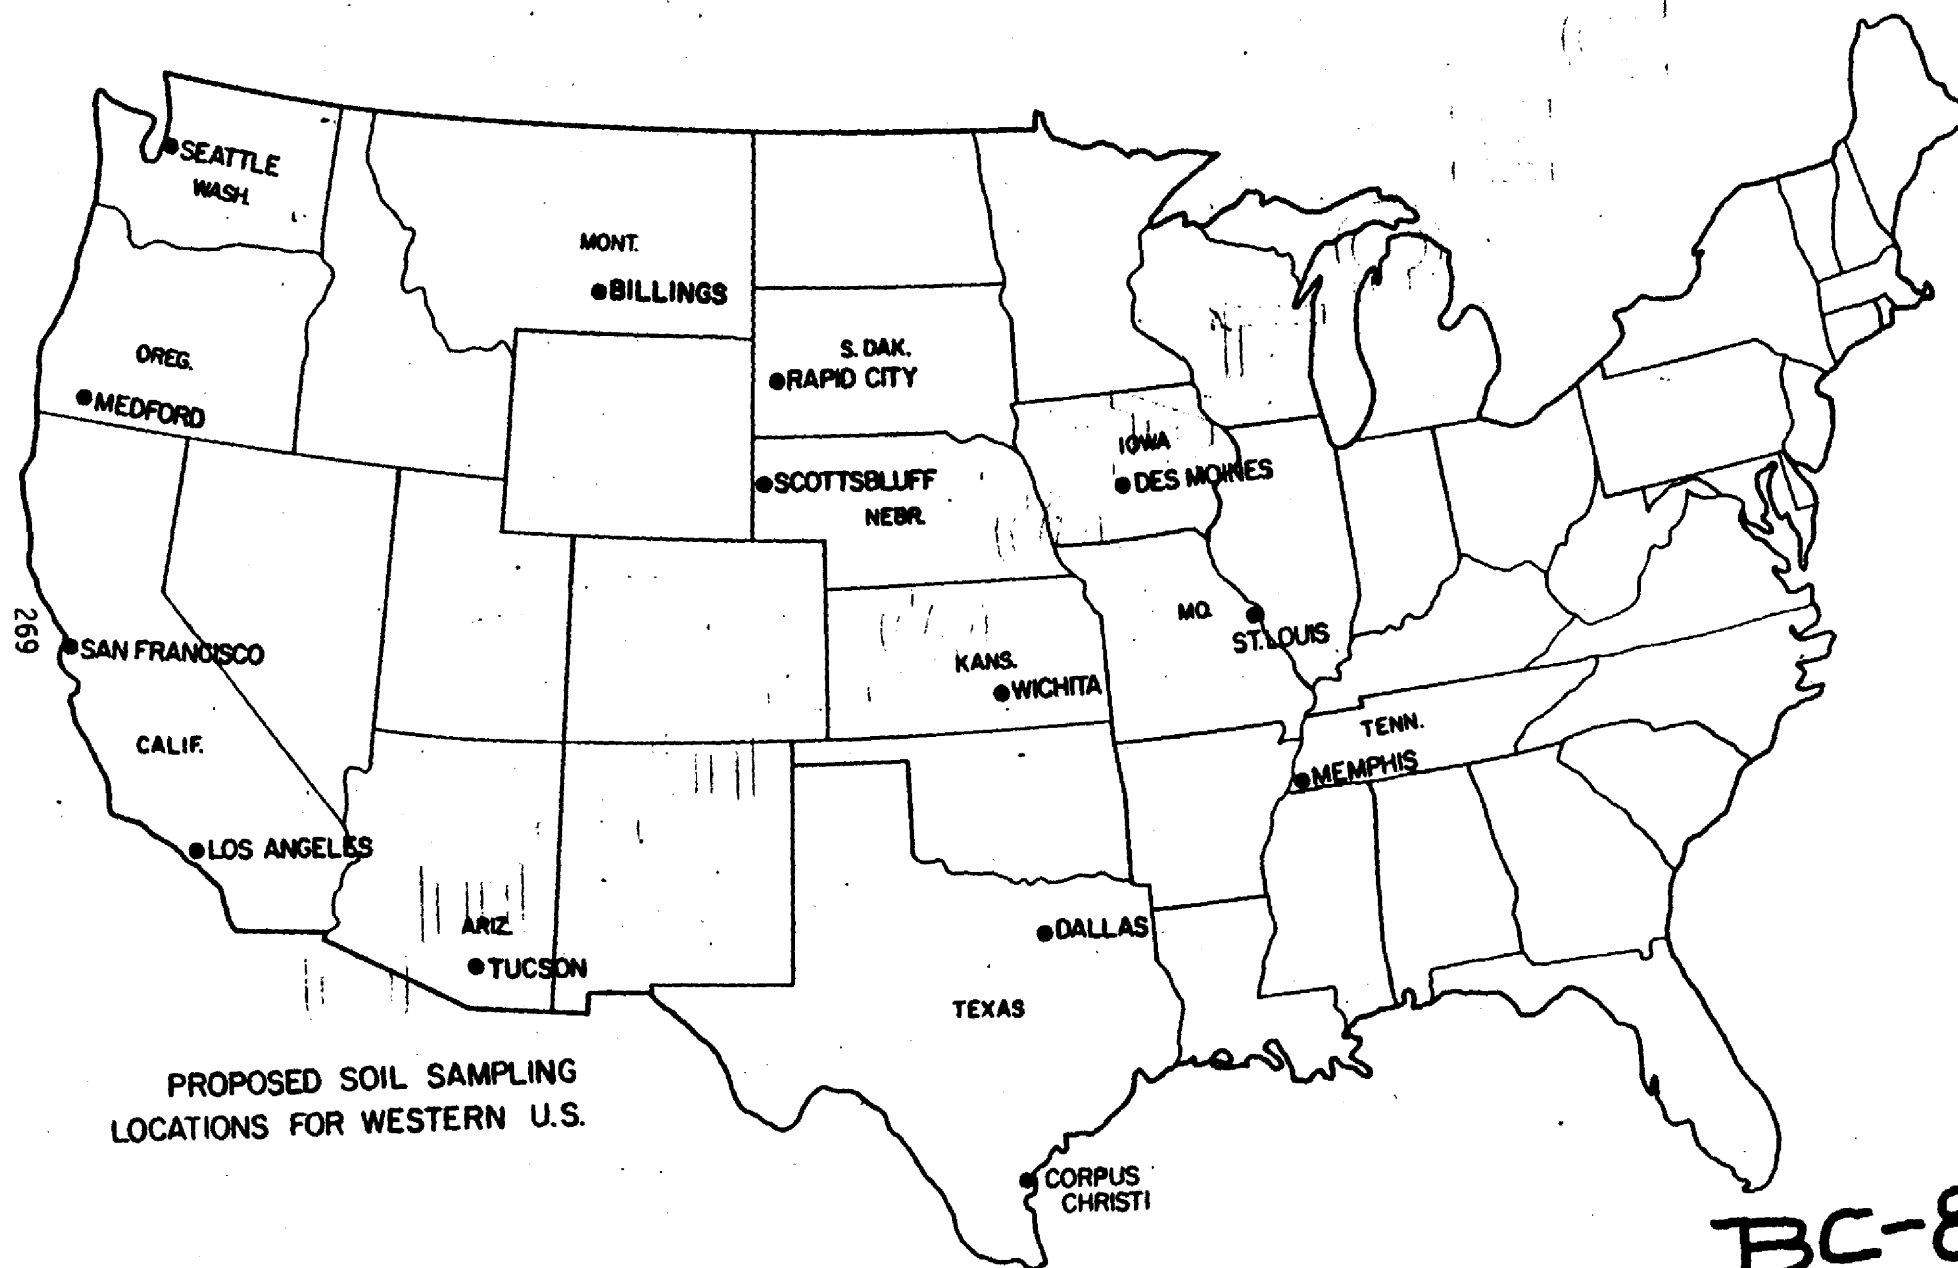 SEATTLE
WASH.
MONT.
BILLINGS
OREG.
MEDFORD
S. DAK.
RAPID CITY
IOWA
DES MOINES
SCOTTSBLUFF
NEBR.
MO.
ST. LOUIS
269
SAN FRANCISCO
KANS.
WICHITA
CALIF.
TENN.
MEMPHIS
LOS ANGELES
ARIZ.
TUCSON
DALLAS
TEXAS
PROPOSED SOIL SAMPLING
LOCATIONS FOR WESTERN U.S.
CORPUS
CHRISTI
BC-8